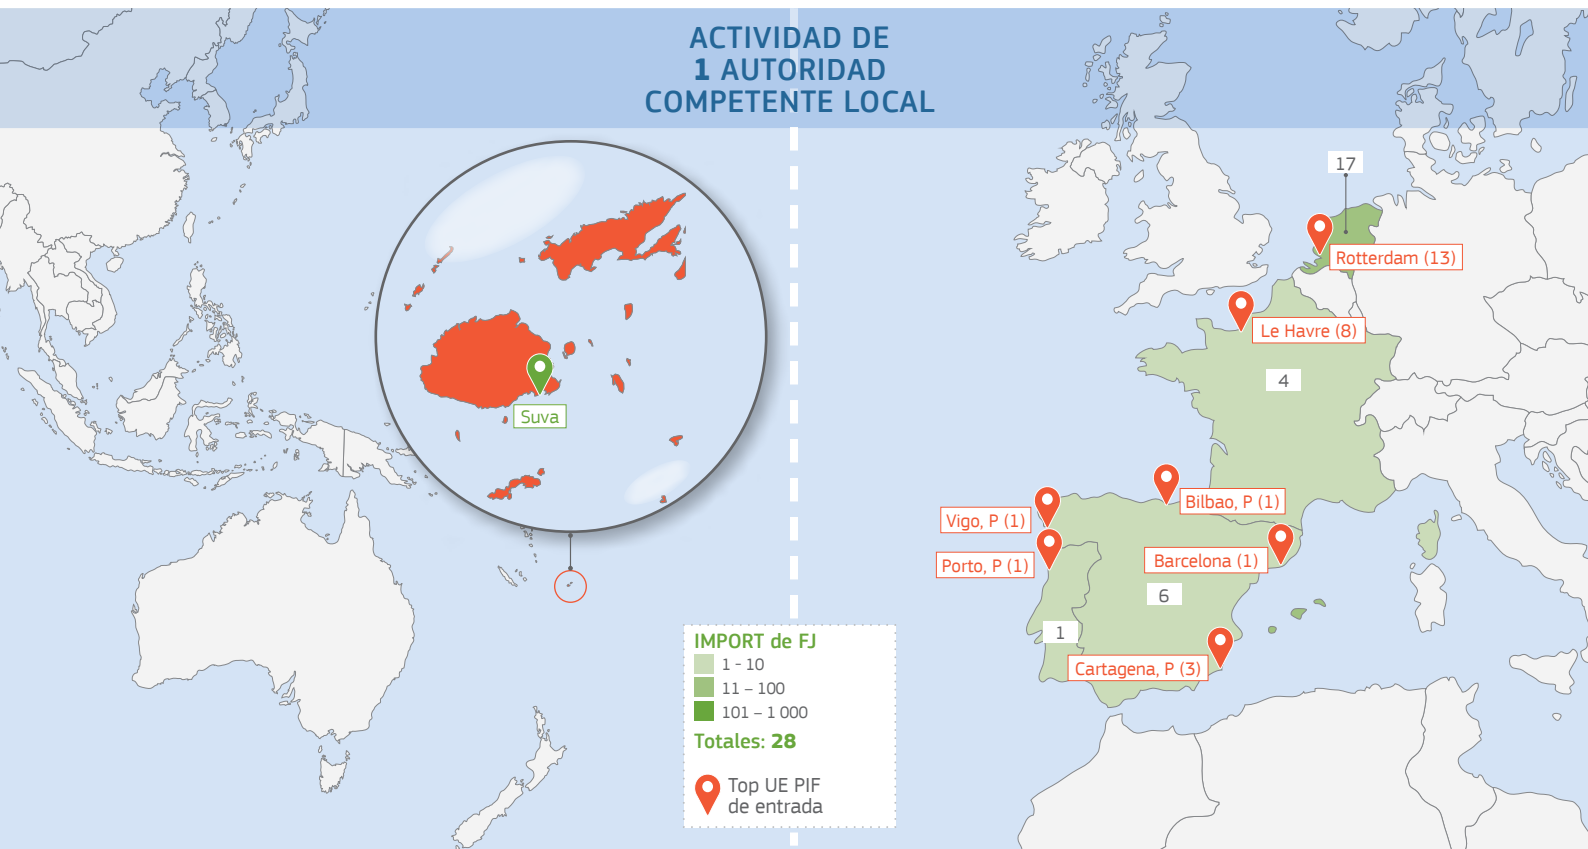 ACTIVIDAD DE
1 AUTORIDAD
COMPETENTE LOCAL
17
Rotterdam (13)
Le Havre (8)
4
Suva
Bilbao, P (1)
Vigo, P (1)
Barcelona (1)
Porto, P (1)
6
1
Cartagena, P (3)
IMPORT de FJ
1 - 10
11 – 100
101 – 1 000
Totales: 28
Top UE PIF
de entrada